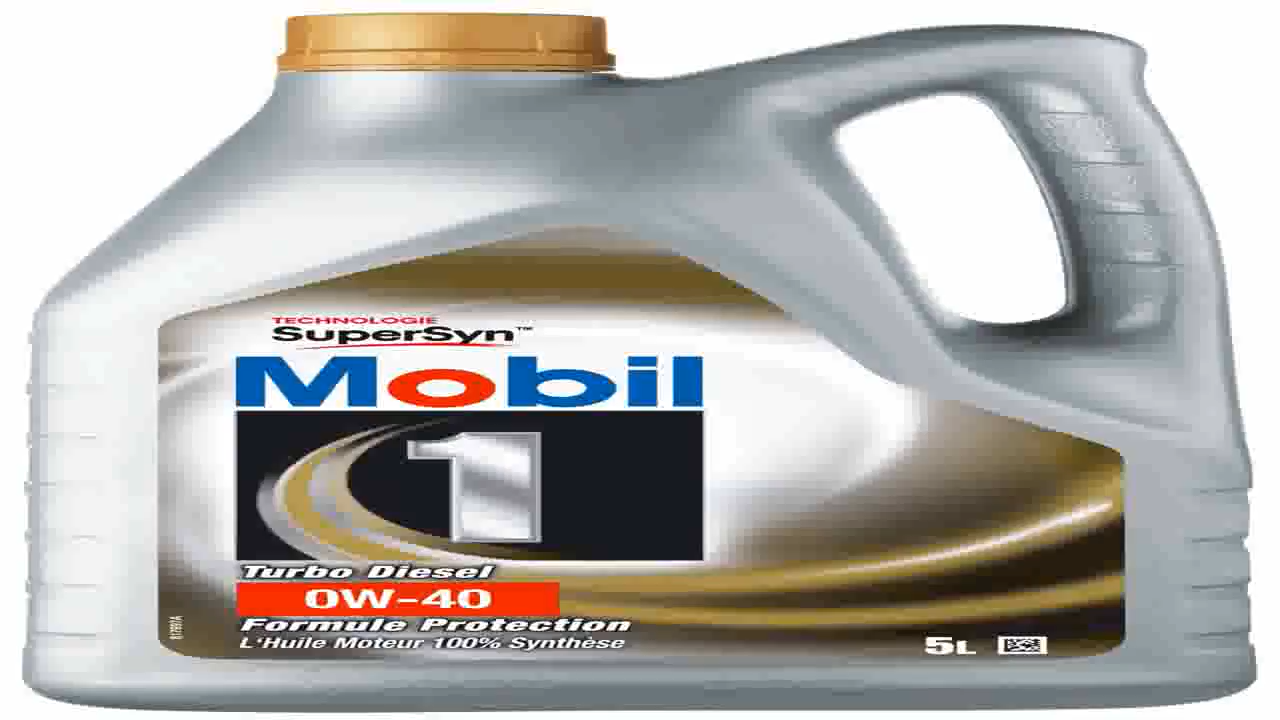 TECHNOLOGIE
SuperSyn™
Mobil
1
Turbo Diesel
0W-40
Formule Protection
L'Huile Moteur 100% Synthèse
5L